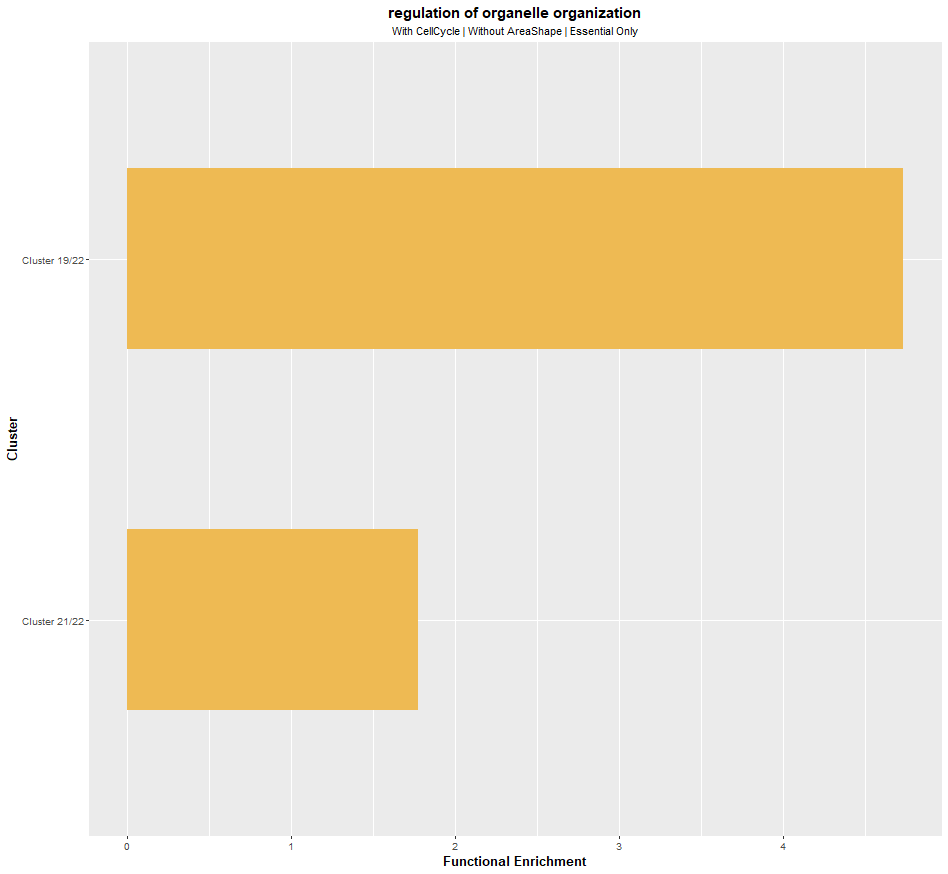 regulation of organelle organization
With CellCycle | Without AreaShape | Essential Only
Cluster
Cluster 19/22
Cluster 21/22
0 1 2 3 4
Functional Enrichment